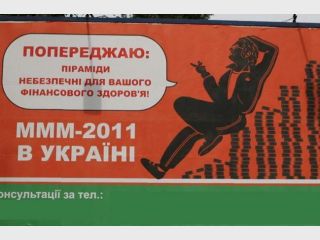 ПОПЕРЕДЖАЮ:
ПІРАМІДИ
НЕБЕЗПЕЧНІ ДЛЯ ВАШОГО
ФІНАНСОВОГО ЗДОРОВ'Я!
МММ-2011
В УКРАЇНІ
онсультації за тел.: